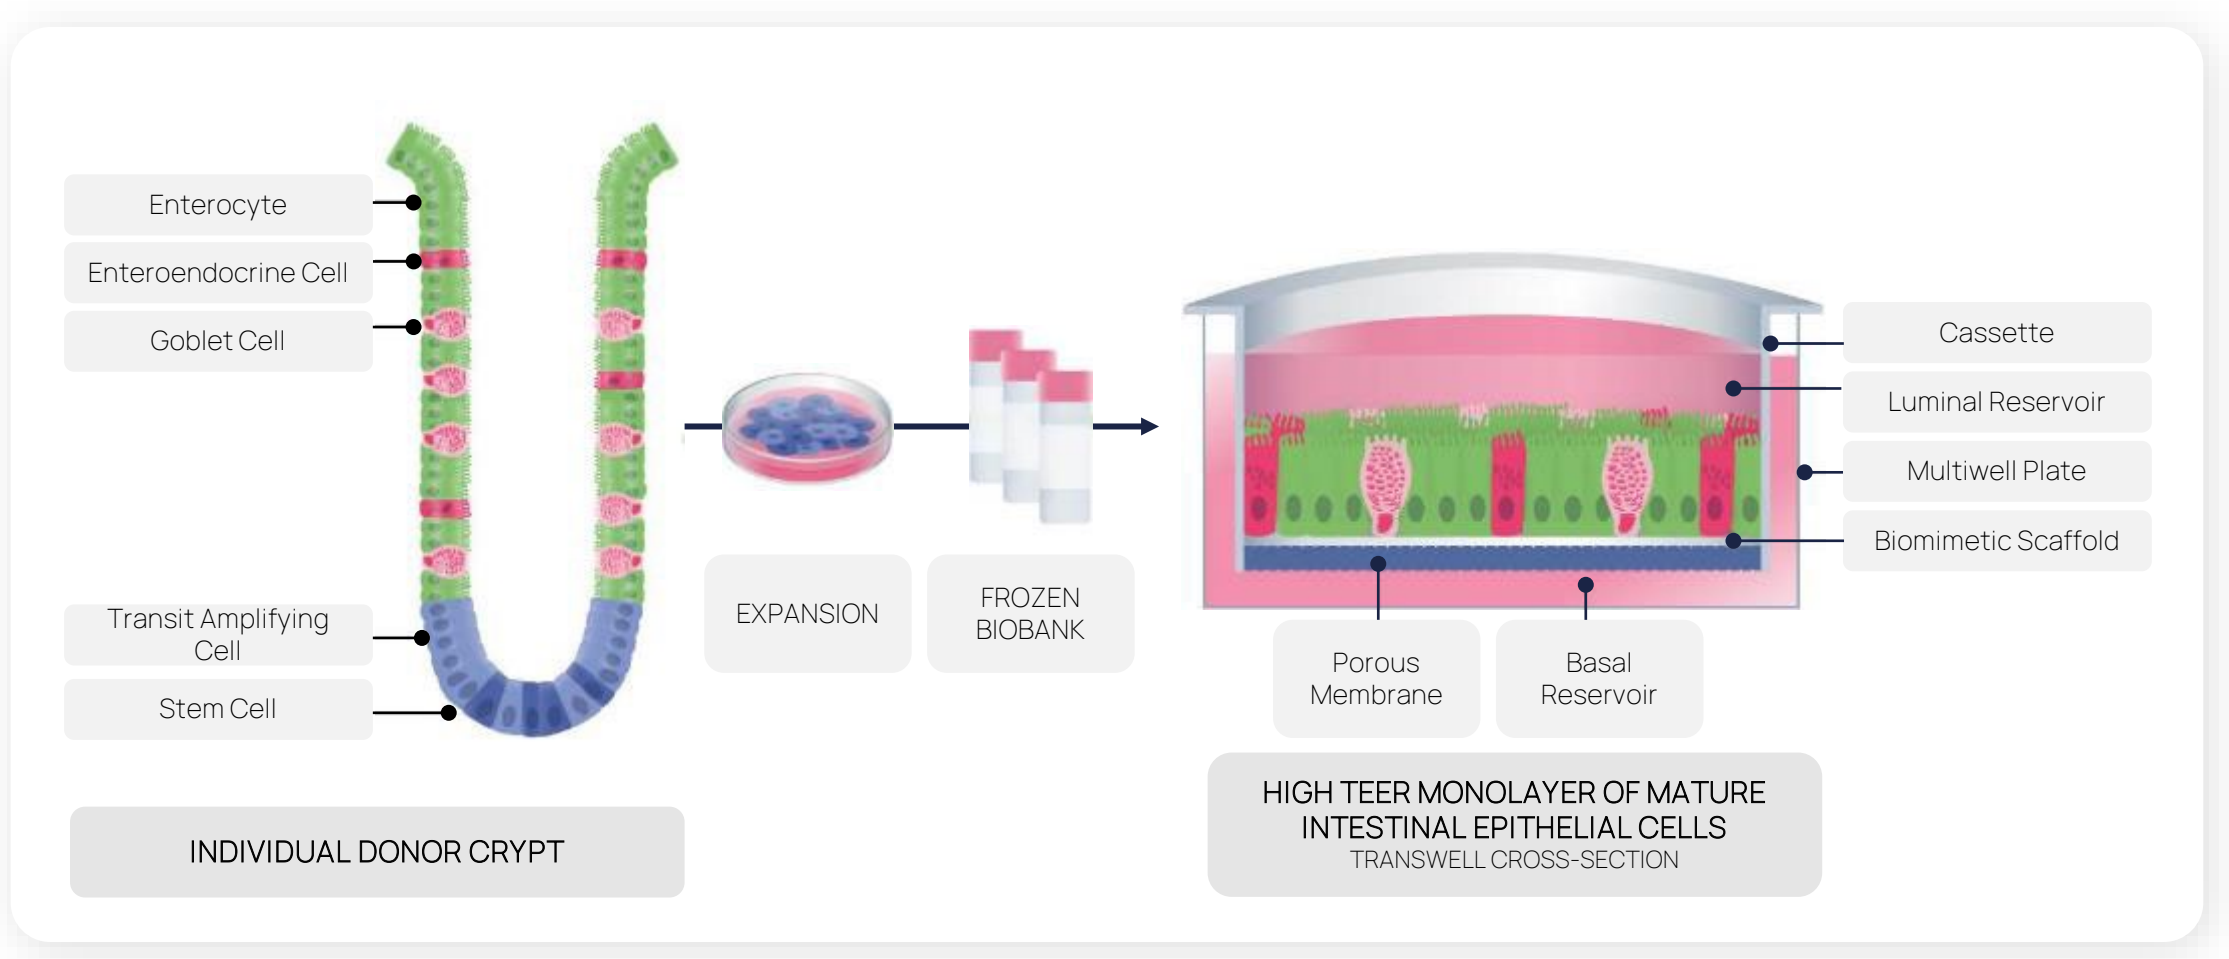 Enterocyte
Enteroendocrine Cell
Goblet Cell
Transit Amplifying
Cell
Stem Cell
INDIVIDUAL DONOR CRYPT
EXPANSION
FROZEN
BIOBANK
Cassette
Luminal Reservoir
Multiwell Plate
Biomimetic Scaffold
Porous
Membrane
Basal
Reservoir
HIGH TEER MONOLAYER OF MATURE
INTESTINAL EPITHELIAL CELLS
TRANSWELL CROSS-SECTION